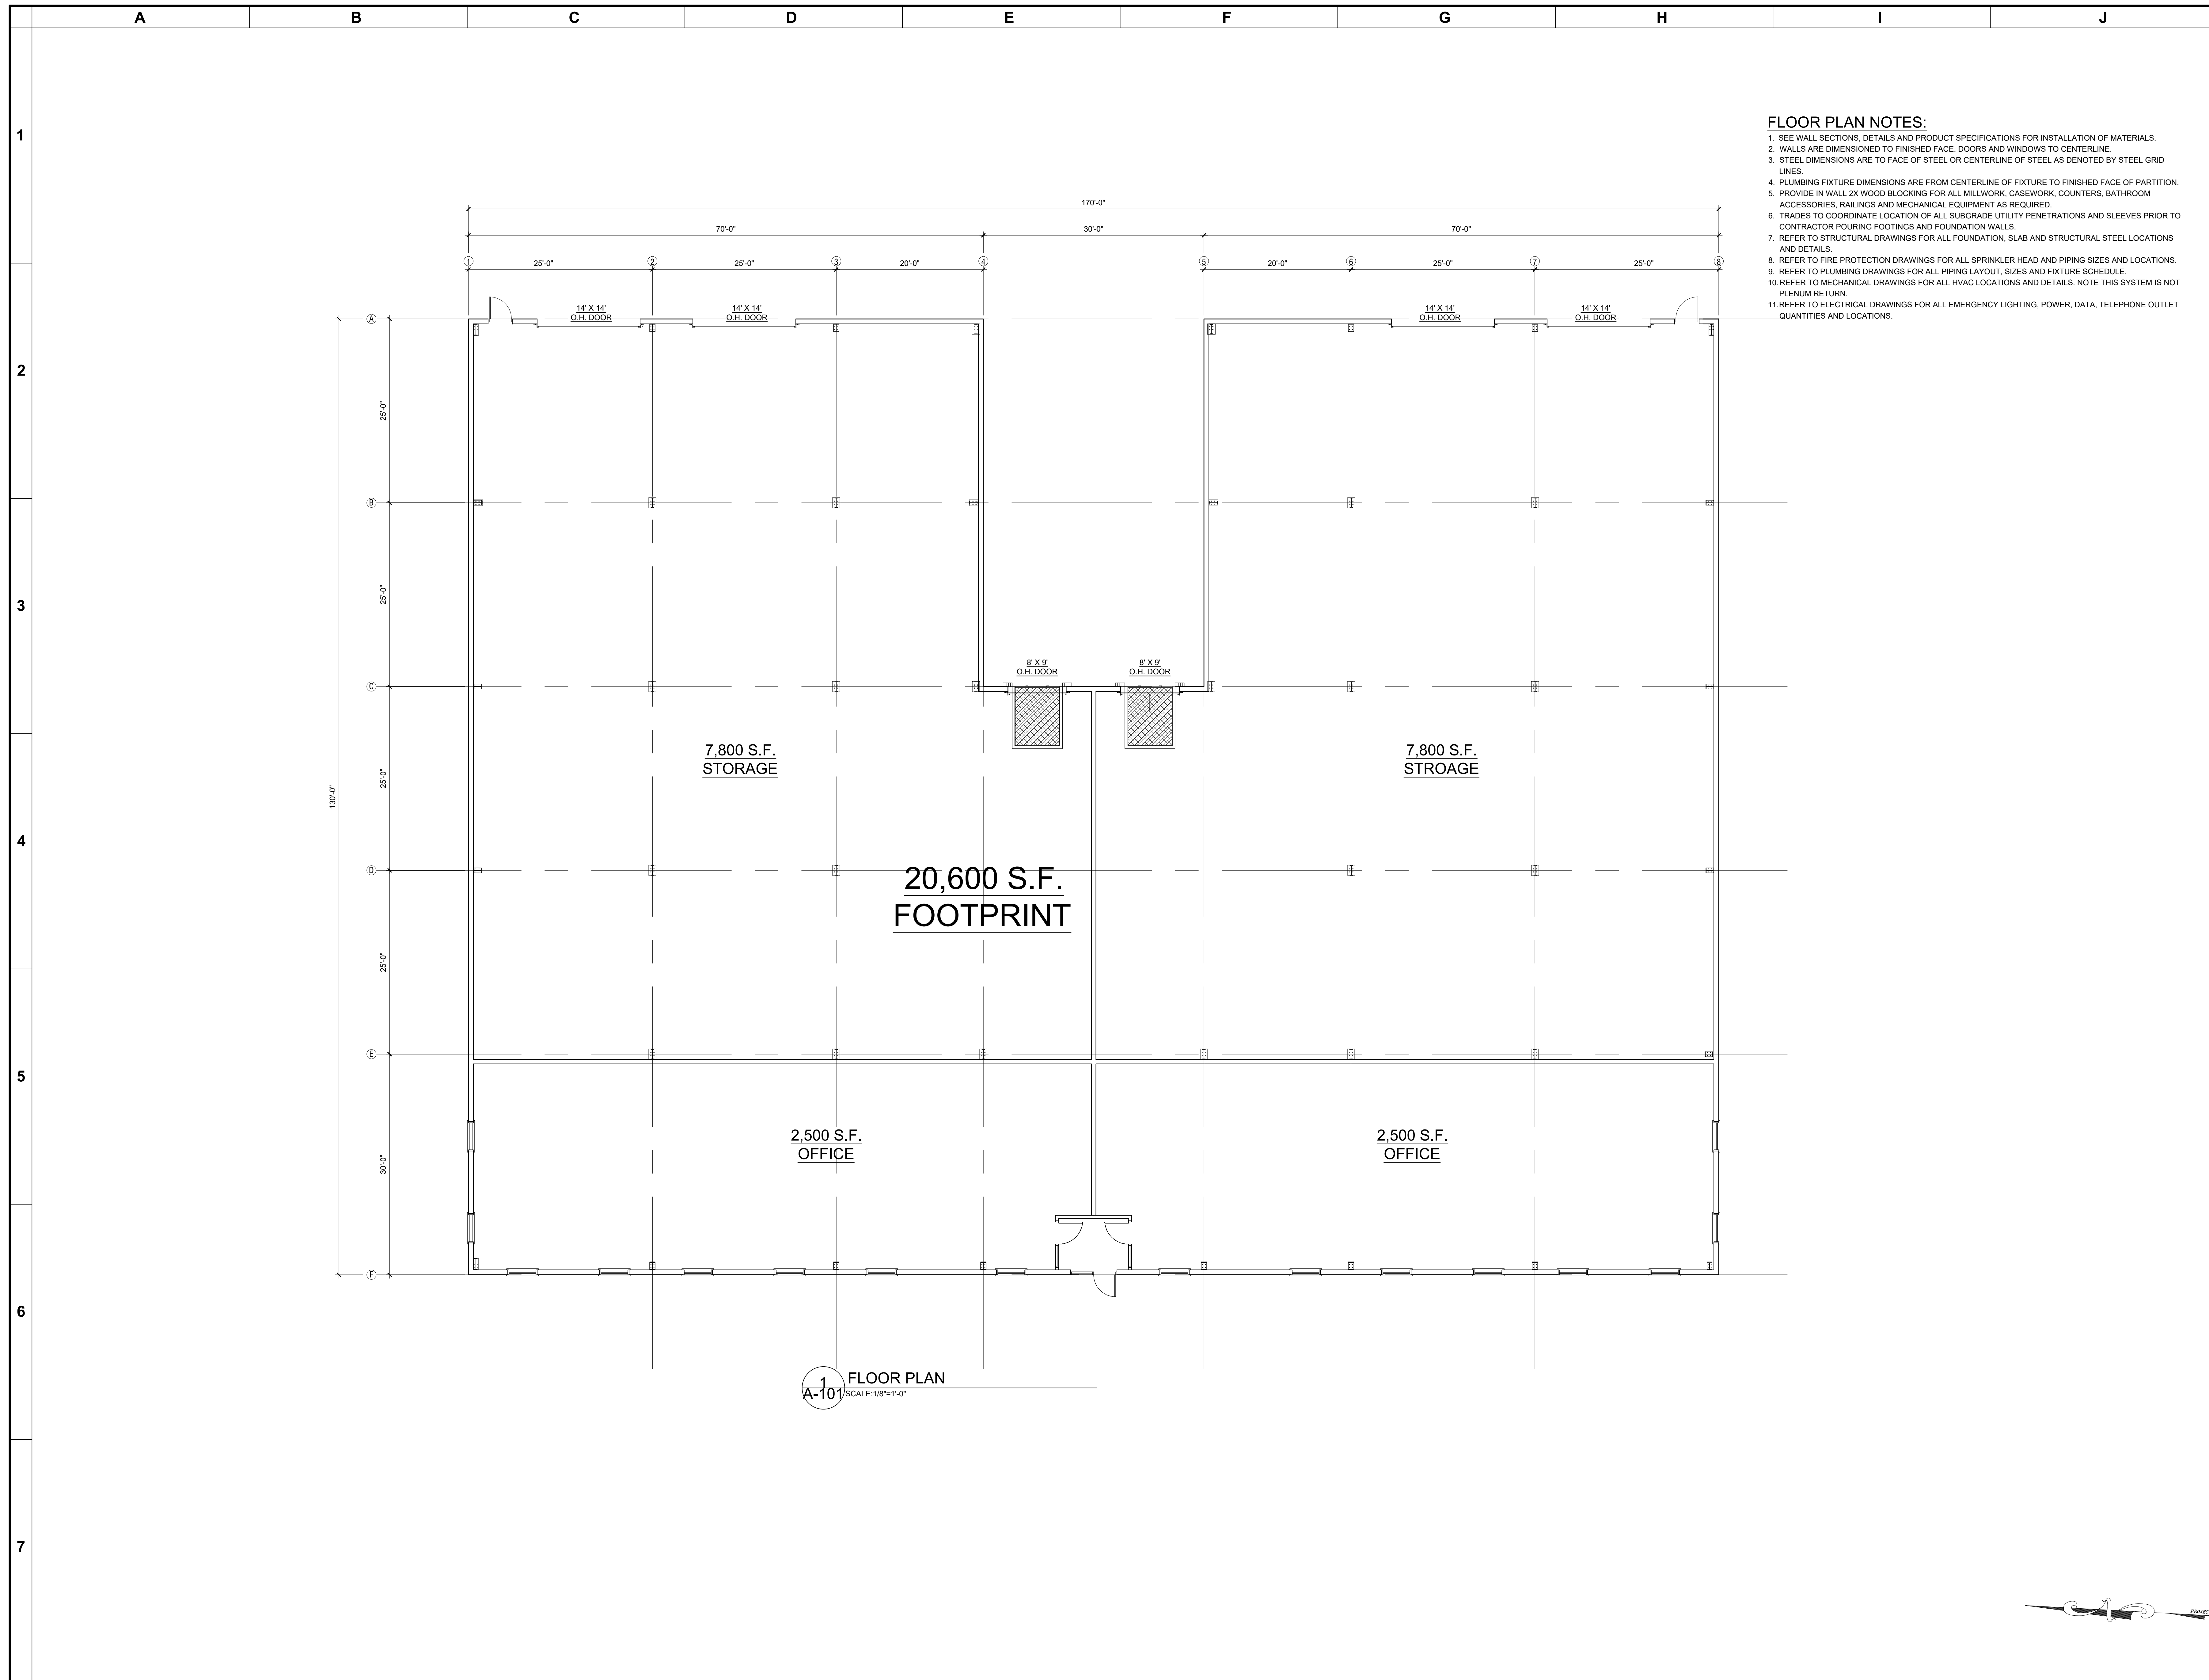 A B C D E F G H I J
1
2
3
4
5
6
7
FLOOR PLAN NOTES:
1. SEE WALL SECTIONS, DETAILS AND PRODUCT SPECIFICATIONS FOR INSTALLATION OF MATERIALS.
2. WALLS ARE DIMENSIONED TO FINISHED FACE. DOORS AND WINDOWS TO CENTERLINE.
3. STEEL DIMENSIONS ARE TO FACE OF STEEL OR CENTERLINE OF STEEL AS DENOTED BY STEEL GRID
LINES.
4. PLUMBING FIXTURE DIMENSIONS ARE FROM CENTERLINE OF FIXTURE TO FINISHED FACE OF PARTITION.
5. PROVIDE IN WALL 2X WOOD BLOCKING FOR ALL MILLWORK, CASEWORK, COUNTERS, BATHROOM
ACCESSORIES, RAILINGS AND MECHANICAL EQUIPMENT AS REQUIRED.
6. TRADES TO COORDINATE LOCATION OF ALL SUBGRADE UTILITY PENETRATIONS AND SLEEVES PRIOR TO
CONTRACTOR POURING FOOTINGS AND FOUNDATION WALLS.
7. REFER TO STRUCTURAL DRAWINGS FOR ALL FOUNDATION, SLAB AND STRUCTURAL STEEL LOCATIONS
AND DETAILS.
8. REFER TO FIRE PROTECTION DRAWINGS FOR ALL SPRINKLER HEAD AND PIPING SIZES AND LOCATIONS.
9. REFER TO PLUMBING DRAWINGS FOR ALL PIPING LAYOUT, SIZES AND FIXTURE SCHEDULE.
10. REFER TO MECHANICAL DRAWINGS FOR ALL HVAC LOCATIONS AND DETAILS. NOTE THIS SYSTEM IS NOT
PLENUM RETURN.
11. REFER TO ELECTRICAL DRAWINGS FOR ALL EMERGENCY LIGHTING, POWER, DATA, TELEPHONE OUTLET
QUANTITIES AND LOCATIONS.
170'-0"
70'-0" 30'-0" 70'-0"
1 25'-0" 2 25'-0" 3 20'-0" 4 5 20'-0" 6 25'-0" 7 25'-0" 8
14' X 14'
O.H. DOOR
14' X 14'
O.H. DOOR
14' X 14'
O.H. DOOR
14' X 14'
O.H. DOOR
A
25'-0"
B
25'-0"
C
25'-0"
D
25'-0"
E
30'-0"
F
130'-0"
8' X 9'
O.H. DOOR
8' X 9'
O.H. DOOR
7,800 S.F.
STORAGE
7,800 S.F.
STROAGE
20,600 S.F.
FOOTPRINT
2,500 S.F.
OFFICE
2,500 S.F.
OFFICE
1
A-101
FLOOR PLAN
SCALE:1/8"=1'-0"